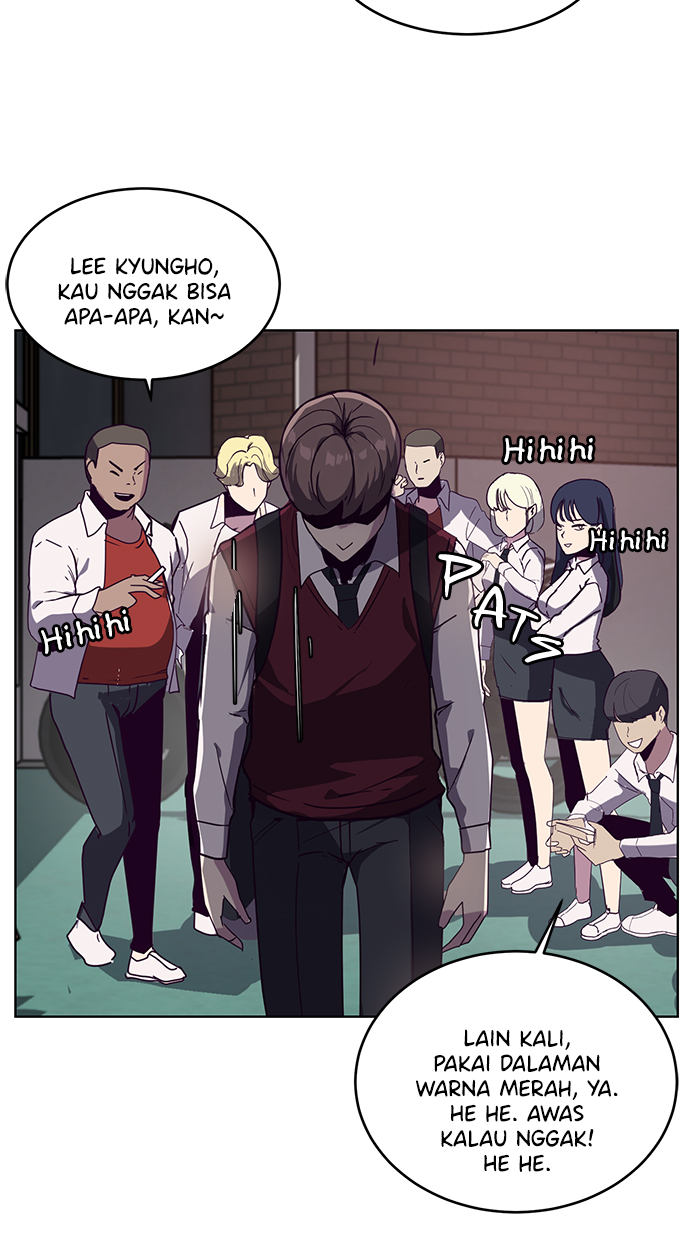 LEE KYUNGHO,
KAU NGGAK BISA
APA-APA, KAN~
Hihihi
Hihihi
Hihihi
PATS
LAIN KALI,
PAKAI DALAMAN
WARNA MERAH, YA.
HE HE. AWAS
KALAU NGGAK!
HE HE.